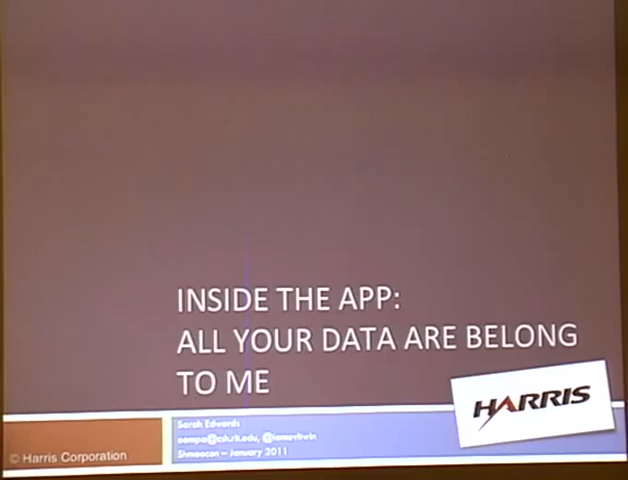 INSIDE THE APP:
ALL YOUR DATA ARE BELONG
TO ME
HARRIS
Sarah Edwards
Shmoocon – January 2011
© Harris Corporation